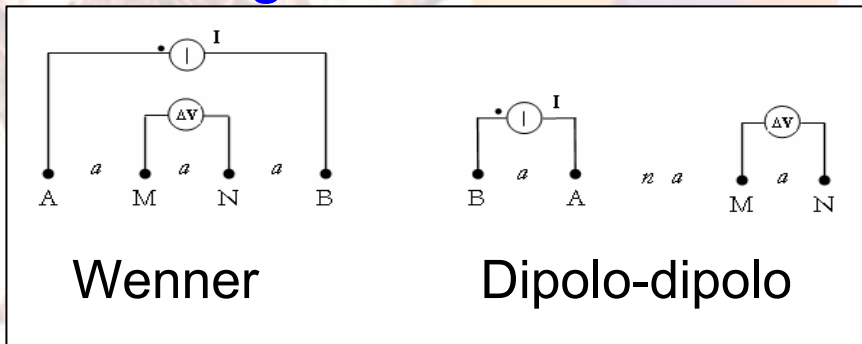 I
I
ΔV
a a a
A M N B
I
I
ΔV
a n a a
B A M N
Wenner
Dipolo-dipolo